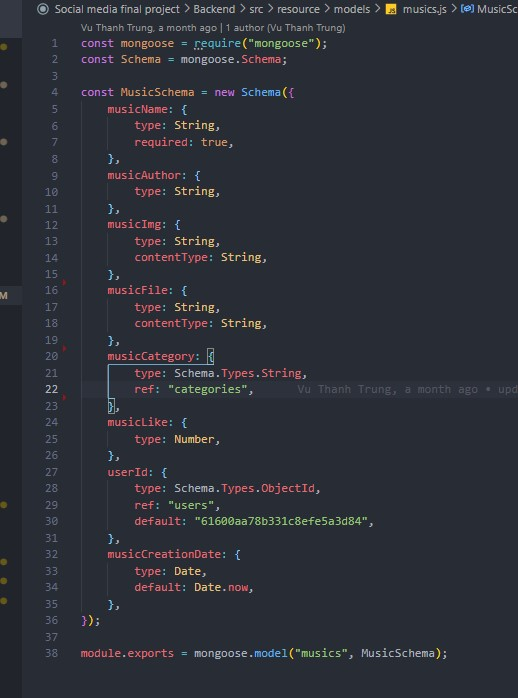 Social media final project > Backend > src > resource > models > JS musics.js > MusicSc
Vu Thanh Trung, a month ago | 1 author (Vu Thanh Trung)
1 const mongoose = require("mongoose");
2 const Schema = mongoose.Schema;
3
4 const MusicSchema = new Schema({
5 musicName: {
6 type: String,
7 required: true,
8 },
9 musicAuthor: {
10 type: String,
11 },
12 musicImg: {
13 type: String,
14 contentType: String,
15 },
16 musicFile: {
17 type: String,
18 contentType: String,
19 },
20 musicCategory: {
21 type: Schema.Types.String,
22 ref: "categories", Vu Thanh Trung, a month ago • upd
23 },
24 musicLike: {
25 type: Number,
26 },
27 userId: {
28 type: Schema.Types.ObjectId,
29 ref: "users",
30 default: "61600aa78b331c8efe5a3d84",
31 },
32 musicCreationDate: {
33 type: Date,
34 default: Date.now,
35 },
36 });
37
38 module.exports = mongoose.model("musics", MusicSchema);
M